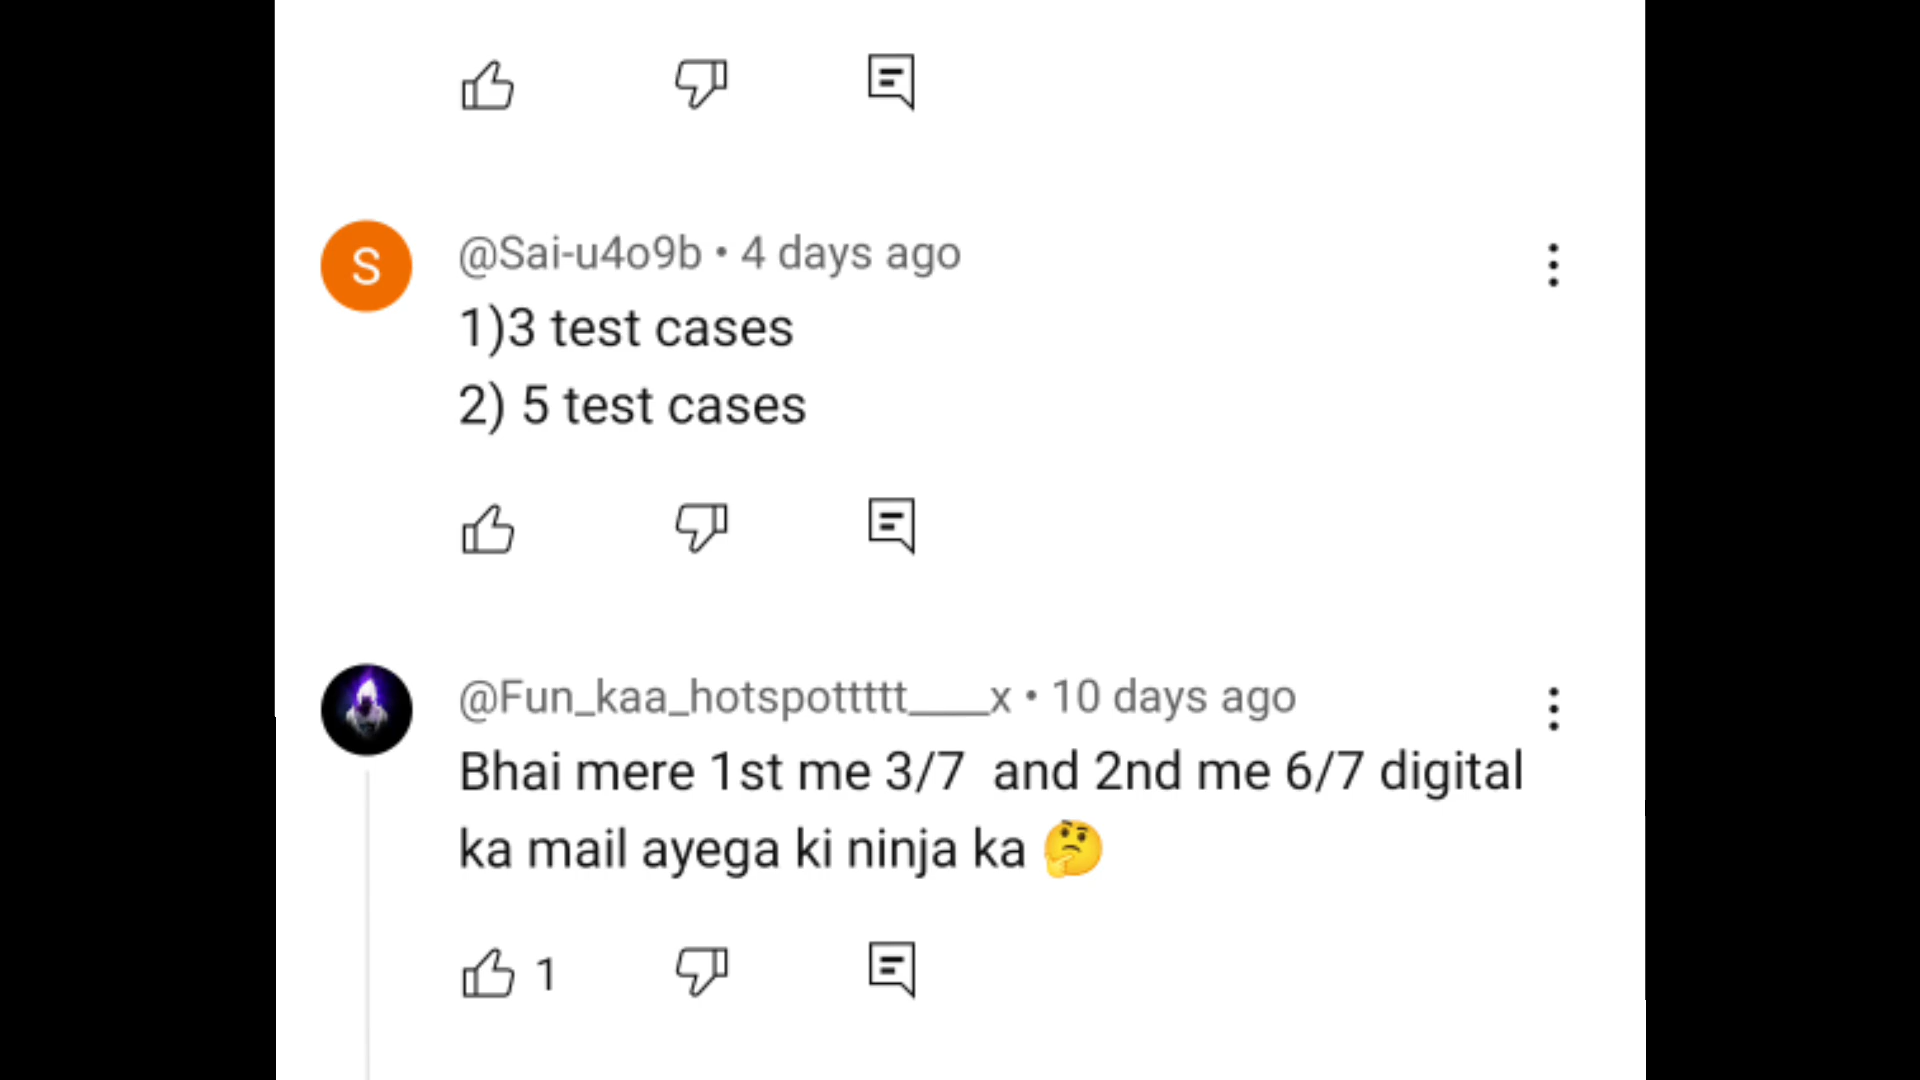 S
@Sai-u4o9b • 4 days ago
1)3 test cases
2) 5 test cases
@Fun_kaa_hotspottttt____x • 10 days ago
Bhai mere 1st me 3/7  and 2nd me 6/7 digital
ka mail ayega ki ninja ka 🤔
1